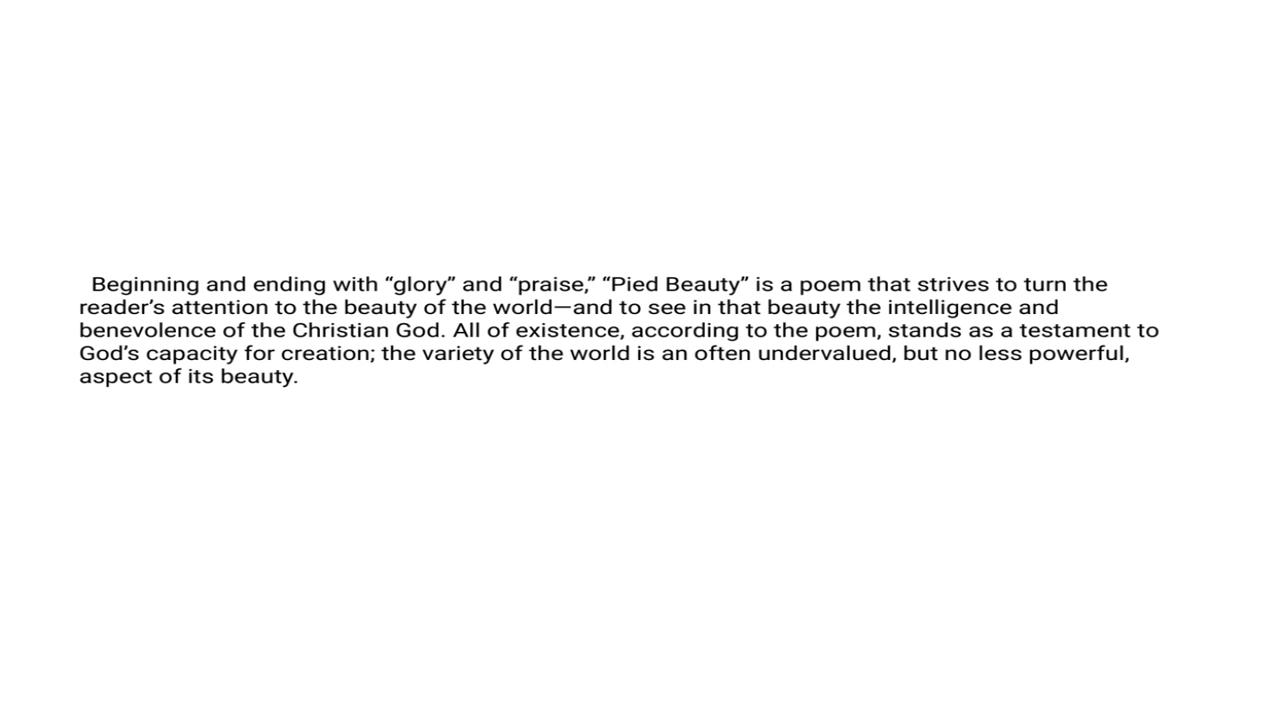 Beginning and ending with “glory” and “praise,” “Pied Beauty” is a poem that strives to turn the
reader’s attention to the beauty of the world—and to see in that beauty the intelligence and
benevolence of the Christian God. All of existence, according to the poem, stands as a testament to
God’s capacity for creation; the variety of the world is an often undervalued, but no less powerful,
aspect of its beauty.